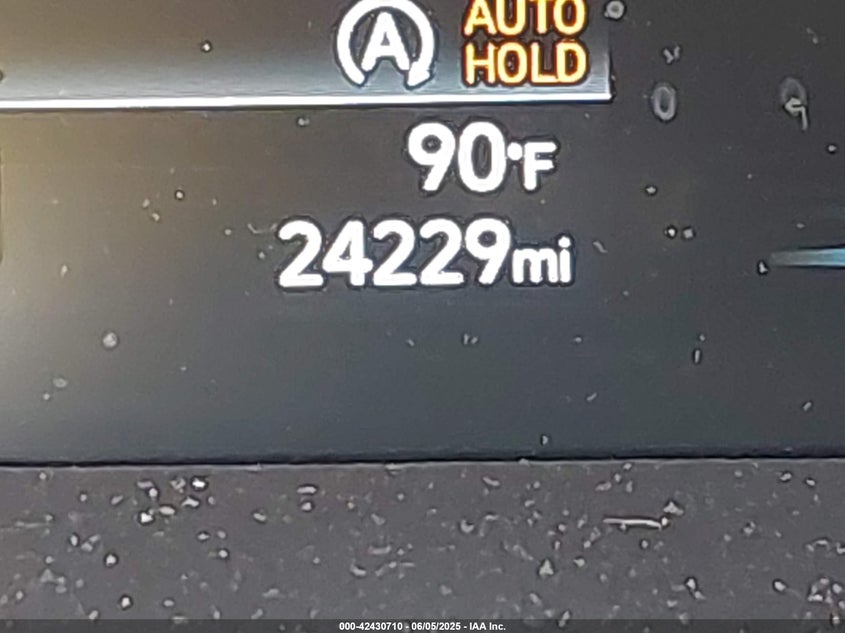 A
AUTO
HOLD
90°F
24229mi
000-42430710 - 06/05/2025 - IAA Inc.